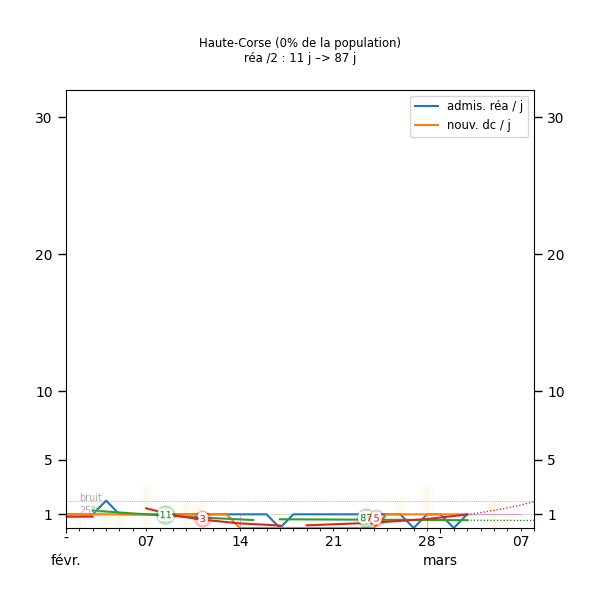 Haute-Corse (0% de la population)
réa /2 : 11 j –> 87 j
admis. réa / j
nouv. dc / j
30 30
20 20
10 10
5 5
bruit
25%
1 11 3 87 5 1
- 07 14 21 28 07
févr. mars